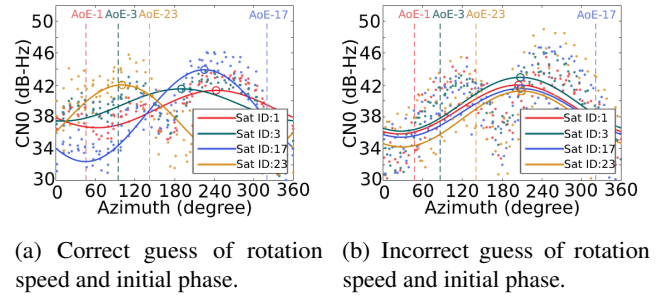 AoE-1 AoE-3 AoE-23 AoE-17
50
46
42
38
34
30
CN0 (dB-Hz)
Sat ID:1
Sat ID:3
Sat ID:17
Sat ID:23
0 60 120 180 240 300 360
Azimuth (degree)
(a) Correct guess of rotation
speed and initial phase.
AoE-1 AoE-3 AoE-23 AoE-17
50
46
42
38
34
30
CN0 (dB-Hz)
Sat ID:1
Sat ID:3
Sat ID:17
Sat ID:23
0 60 120 180 240 300 360
Azimuth (degree)
(b) Incorrect guess of rotation
speed and initial phase.